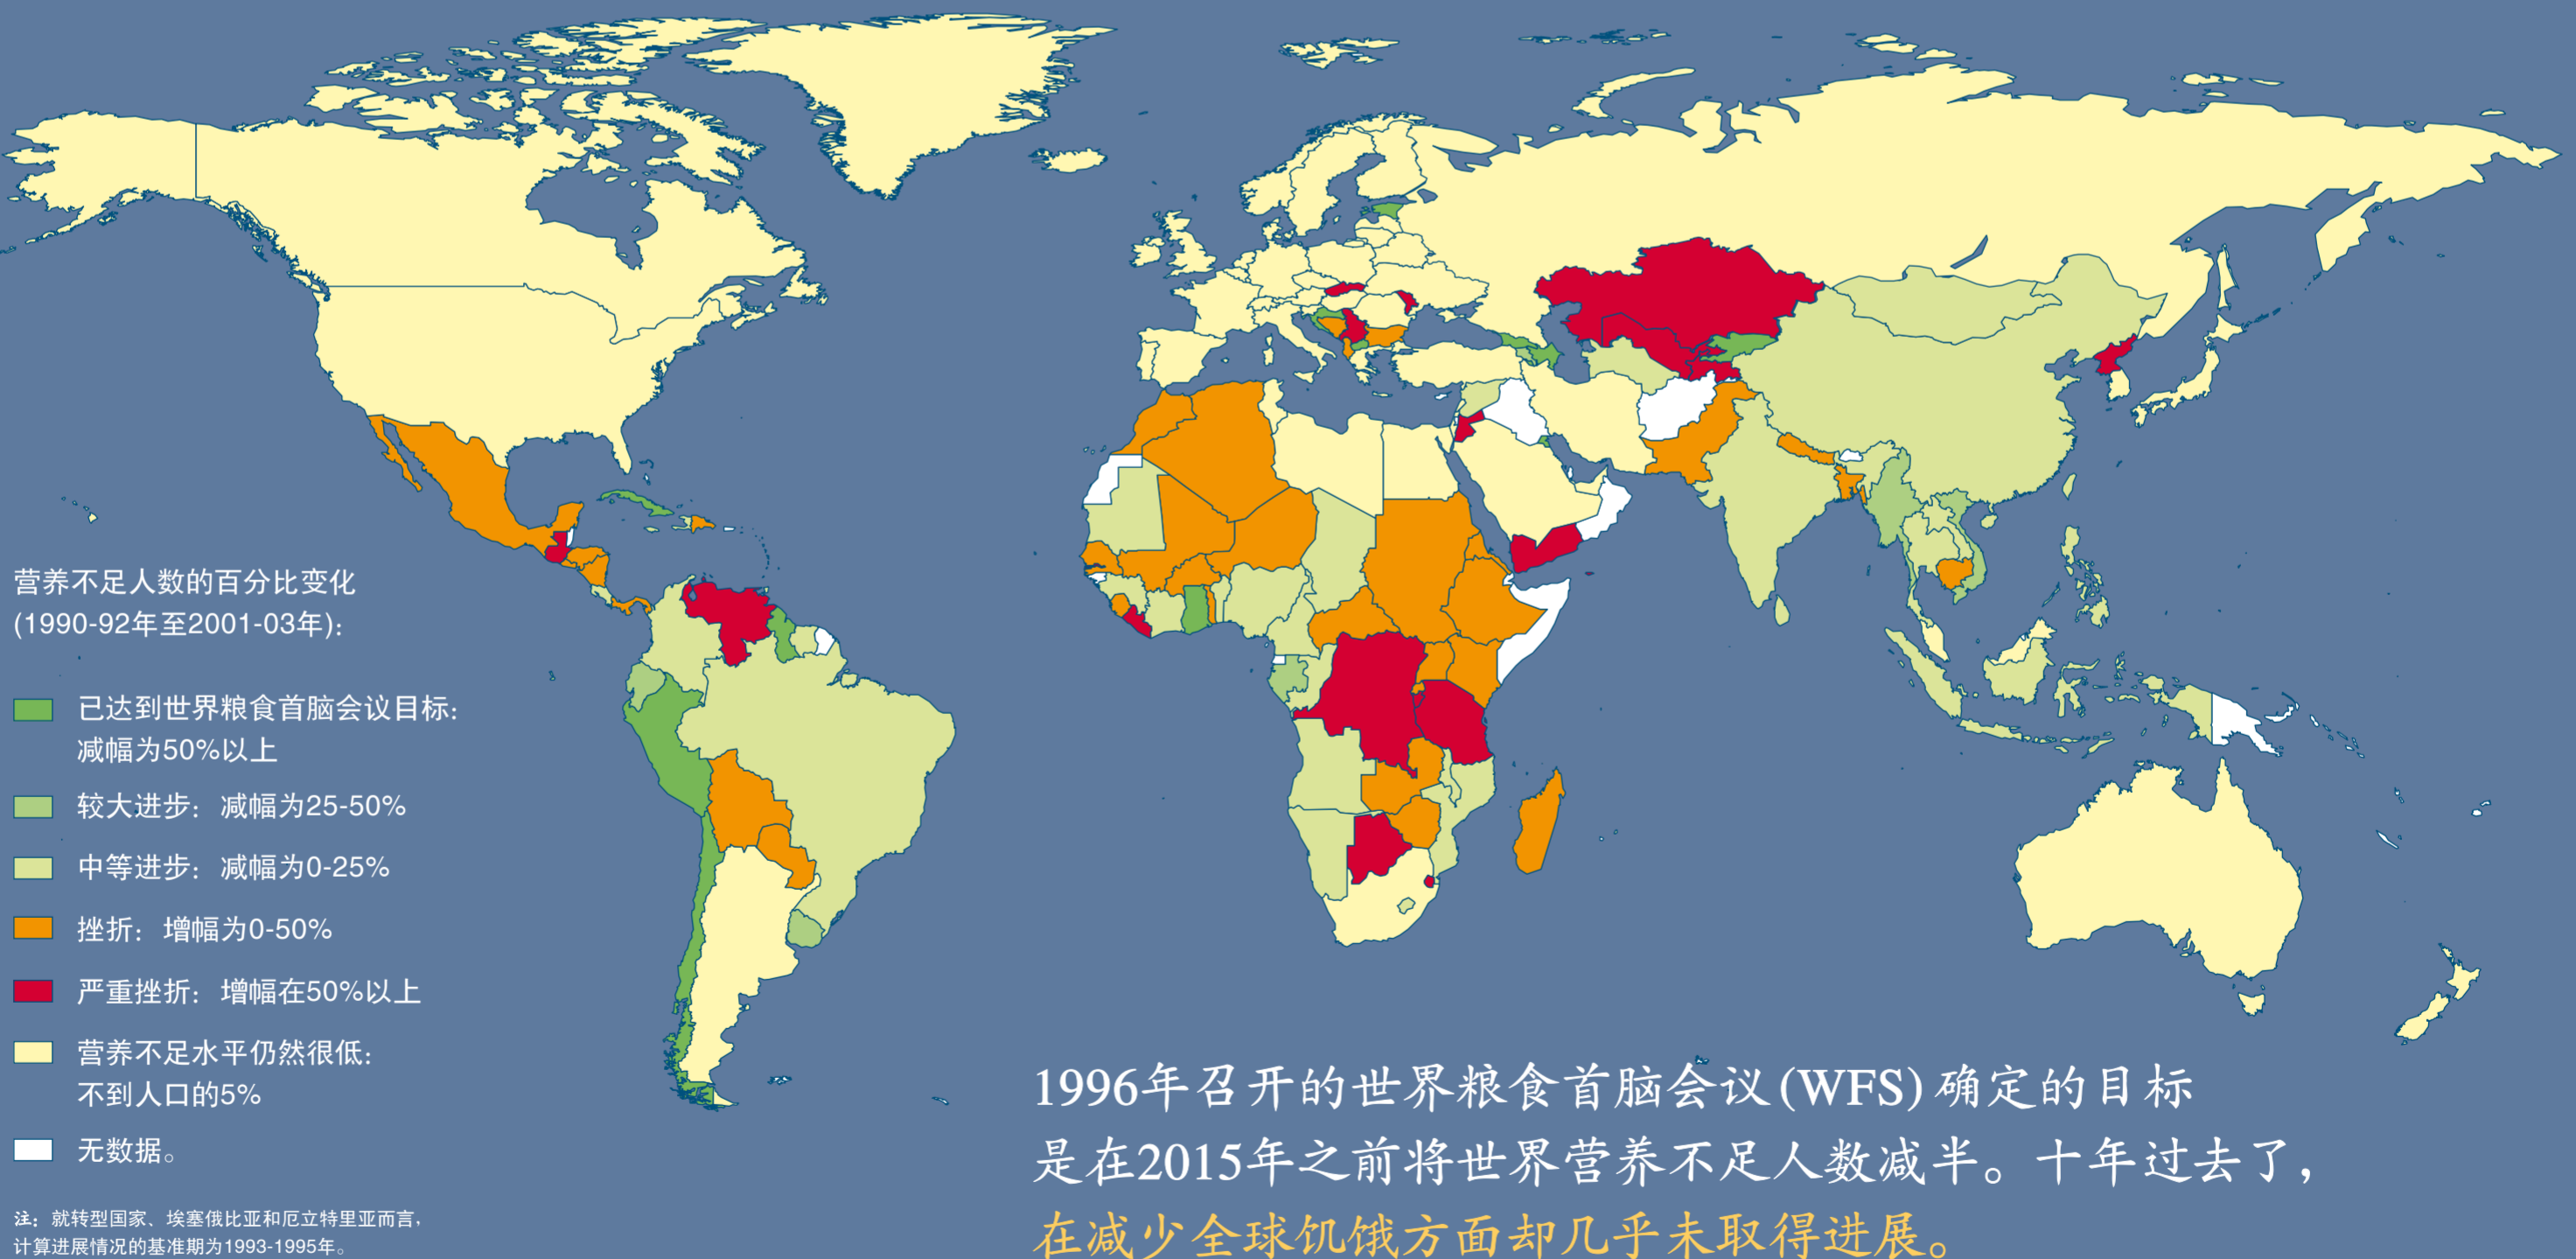 营养不足人数的百分比变化
(1990-92年至2001-03年):
已达到世界粮食首脑会议目标:
减幅为50%以上
较大进步: 减幅为25-50%
中等进步: 减幅为0-25%
挫折: 增幅为0-50%
严重挫折: 增幅在50%以上
营养不足水平仍然很低:
不到人口的5%
无数据。
注: 就转型国家、埃塞俄比亚和厄立特里亚而言,
计算进展情况的基准期为1993-1995年。
1996年召开的世界粮食首脑会议(WFS)确定的目标
是在2015年之前将世界营养不足人数减半。十年过去了,
在减少全球饥饿方面却几乎未取得进展。